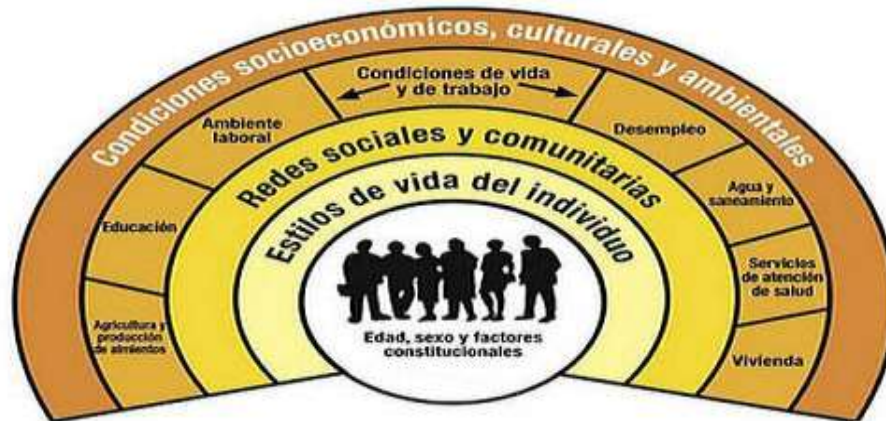 Condiciones socioeconómicos, culturales y ambientales
Condiciones de vida
y de trabajo
Ambiente
laboral
Desempleo
Redes sociales y comunitarias
Educación
Agua y
saneamiento
Estilos de vida del individuo
Servicios
de atención
de salud
Agricultura y
producción
de alimientos
Edad, sexo y factores
constitucionales
Vivienda